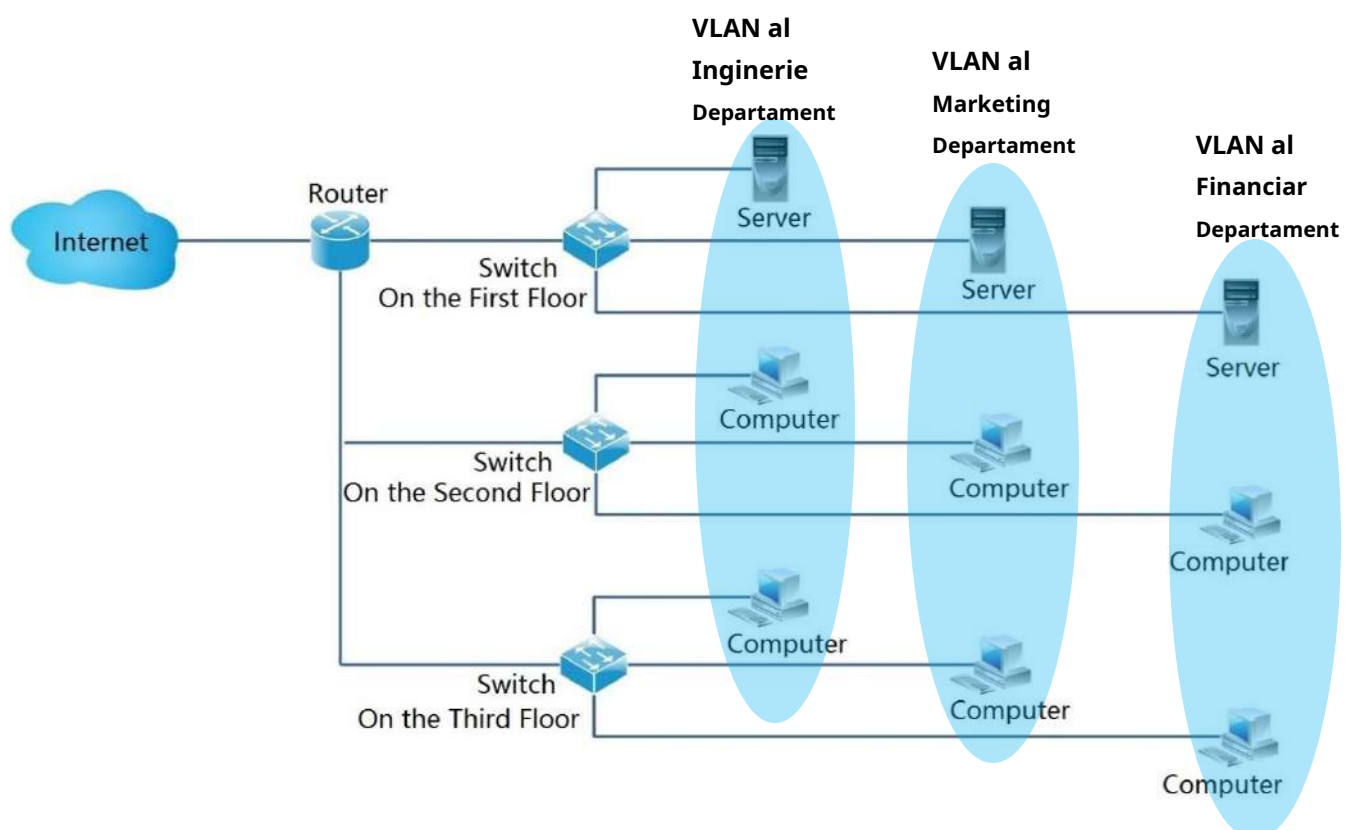 VLAN al
Inginerie
Departament
VLAN al
Marketing
Departament
VLAN al
Financiar
Departament
Router
Internet
Server
Switch
On the First Floor
Server
Server
Computer
Switch
On the Second Floor
Computer
Computer
Computer
Switch
On the Third Floor
Computer
Computer